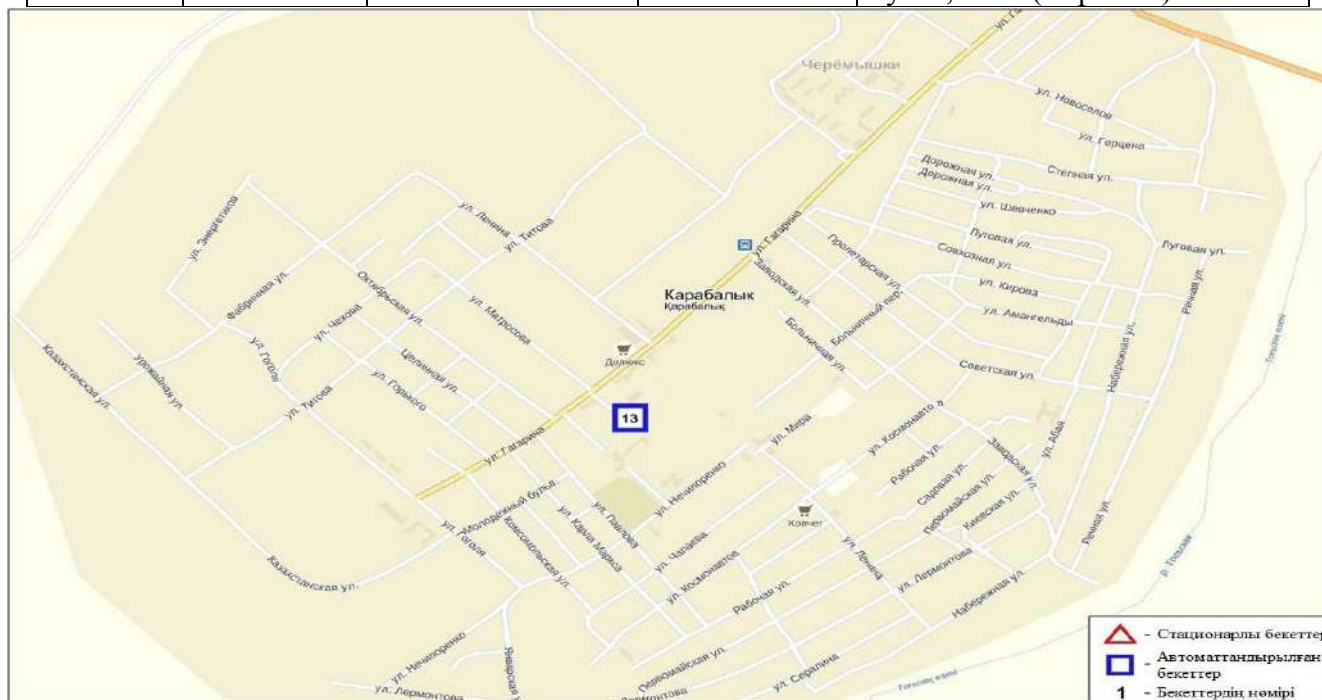 ул. Гагарина
Черёмышки
ул. Новоселов
ул. Герцена
Дорожная ул.
Дорожная ул.
Степная ул.
ул. Шевченко
ул. Энергетиков
ул. Ленина
ул. Титова
Луговая ул.
Луговая ул.
Совхозная ул.
Пролетарская ул.
Заводская ул.
Карабалык
Қарабалық
ул. Кирова
Речная ул.
Фабричная ул.
Октябрьская ул.
ул. Матросова
Больничный пер.
ул. Амангельды
ул. Чехова
Больничная ул.
Набережная ул.
Казахстанская ул.
Урожайная ул.
ул. Гоголя
Целинная ул.
ул. Горького
Советская ул.
ул. Титова
13
ул. Мира
ул. Космонавто в
ул. Абая
ул. Гагарина
Заводская ул.
Рабочая ул.
Садовая ул.
Первомайская ул.
Киевская ул.
ул. Нечипоренко
Молодежный бульв.
ул. Павлова
ул. Карла Маркса
Комсомольская ул.
ул. Гоголя
Ковчег
Речная ул.
ул. Чапаева
ул. Ленина
ул. Лермонтова
Казахстанская ул.
ул. Космонавтов
Рабочая ул.
Набережная ул.
р. Тогызак
ул. Нечипоренко
Январская ул.
Первомайская ул.
ул. Сералина
ул. Лермонтова
ул. Лермонтова
- Стационарлы бекеттер
- Автоматтандырылған
бекеттер
1 - Бекеттердің нөмірі